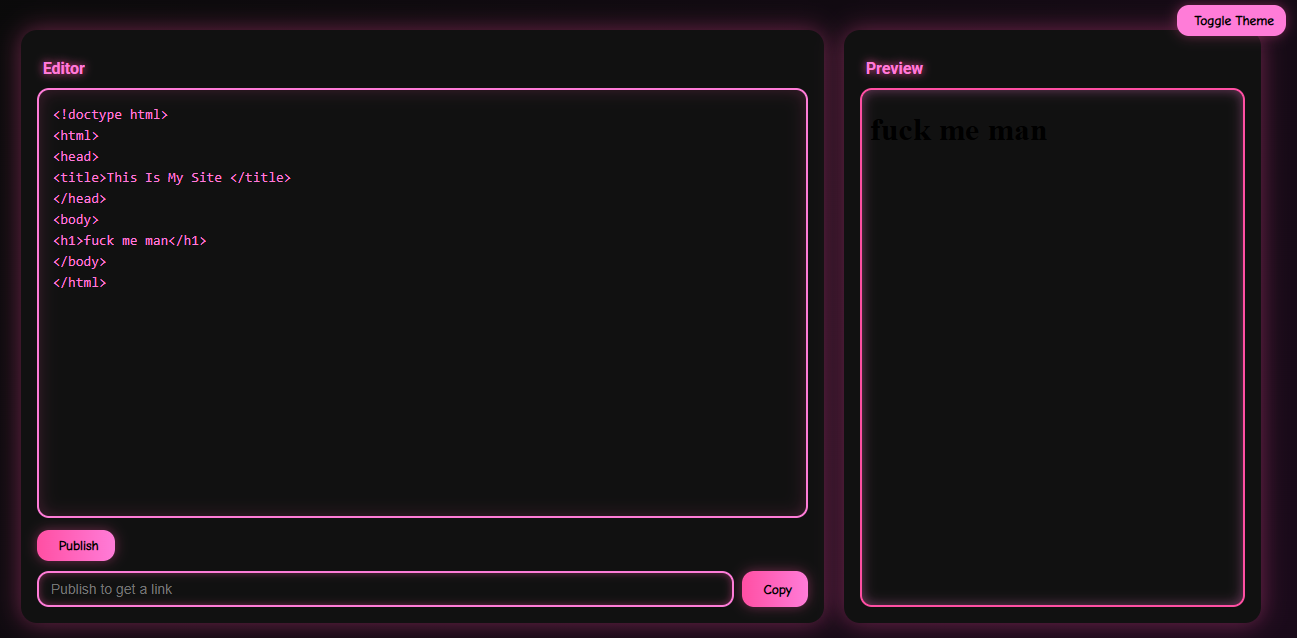 Toggle Theme
Editor
<!doctype html>
<html>
<head>
<title>This Is My Site </title>
</head>
<body>
<h1>fuck me man</h1>
</body>
</html>
Publish
Publish to get a link
Copy
Preview
fuck me man